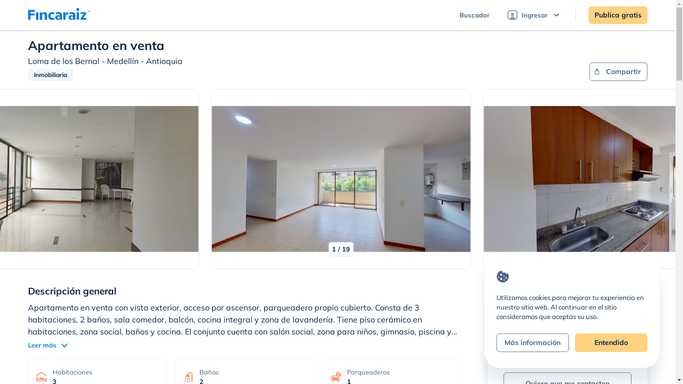 Fincaraiz
Buscador
Ingresar
Publica gratis
Apartamento en venta
Loma de los Bernal - Medellín - Antioquia
Inmobiliaria
Compartir
1 / 19
Descripción general
Apartamento en venta con vista exterior, acceso por ascensor, parqueadero propio cubierto. Consta de 3
habitaciones, 2 baños, sala comedor, balcón, cocina integral y zona de lavandería. Tiene piso cerámico en
habitaciones, zona social, baños y cocina. El conjunto cuenta con salón social, zona para niños, gimnasio, piscina y...
Leer más
Habitaciones
3
Baños
2
Parqueaderos
1
Utilizamos cookies para mejorar tu experiencia en
nuestro sitio web. Al continuar en el sitio
consideramos que aceptas su uso.
Más información
Entendido
Quiero que me contacten